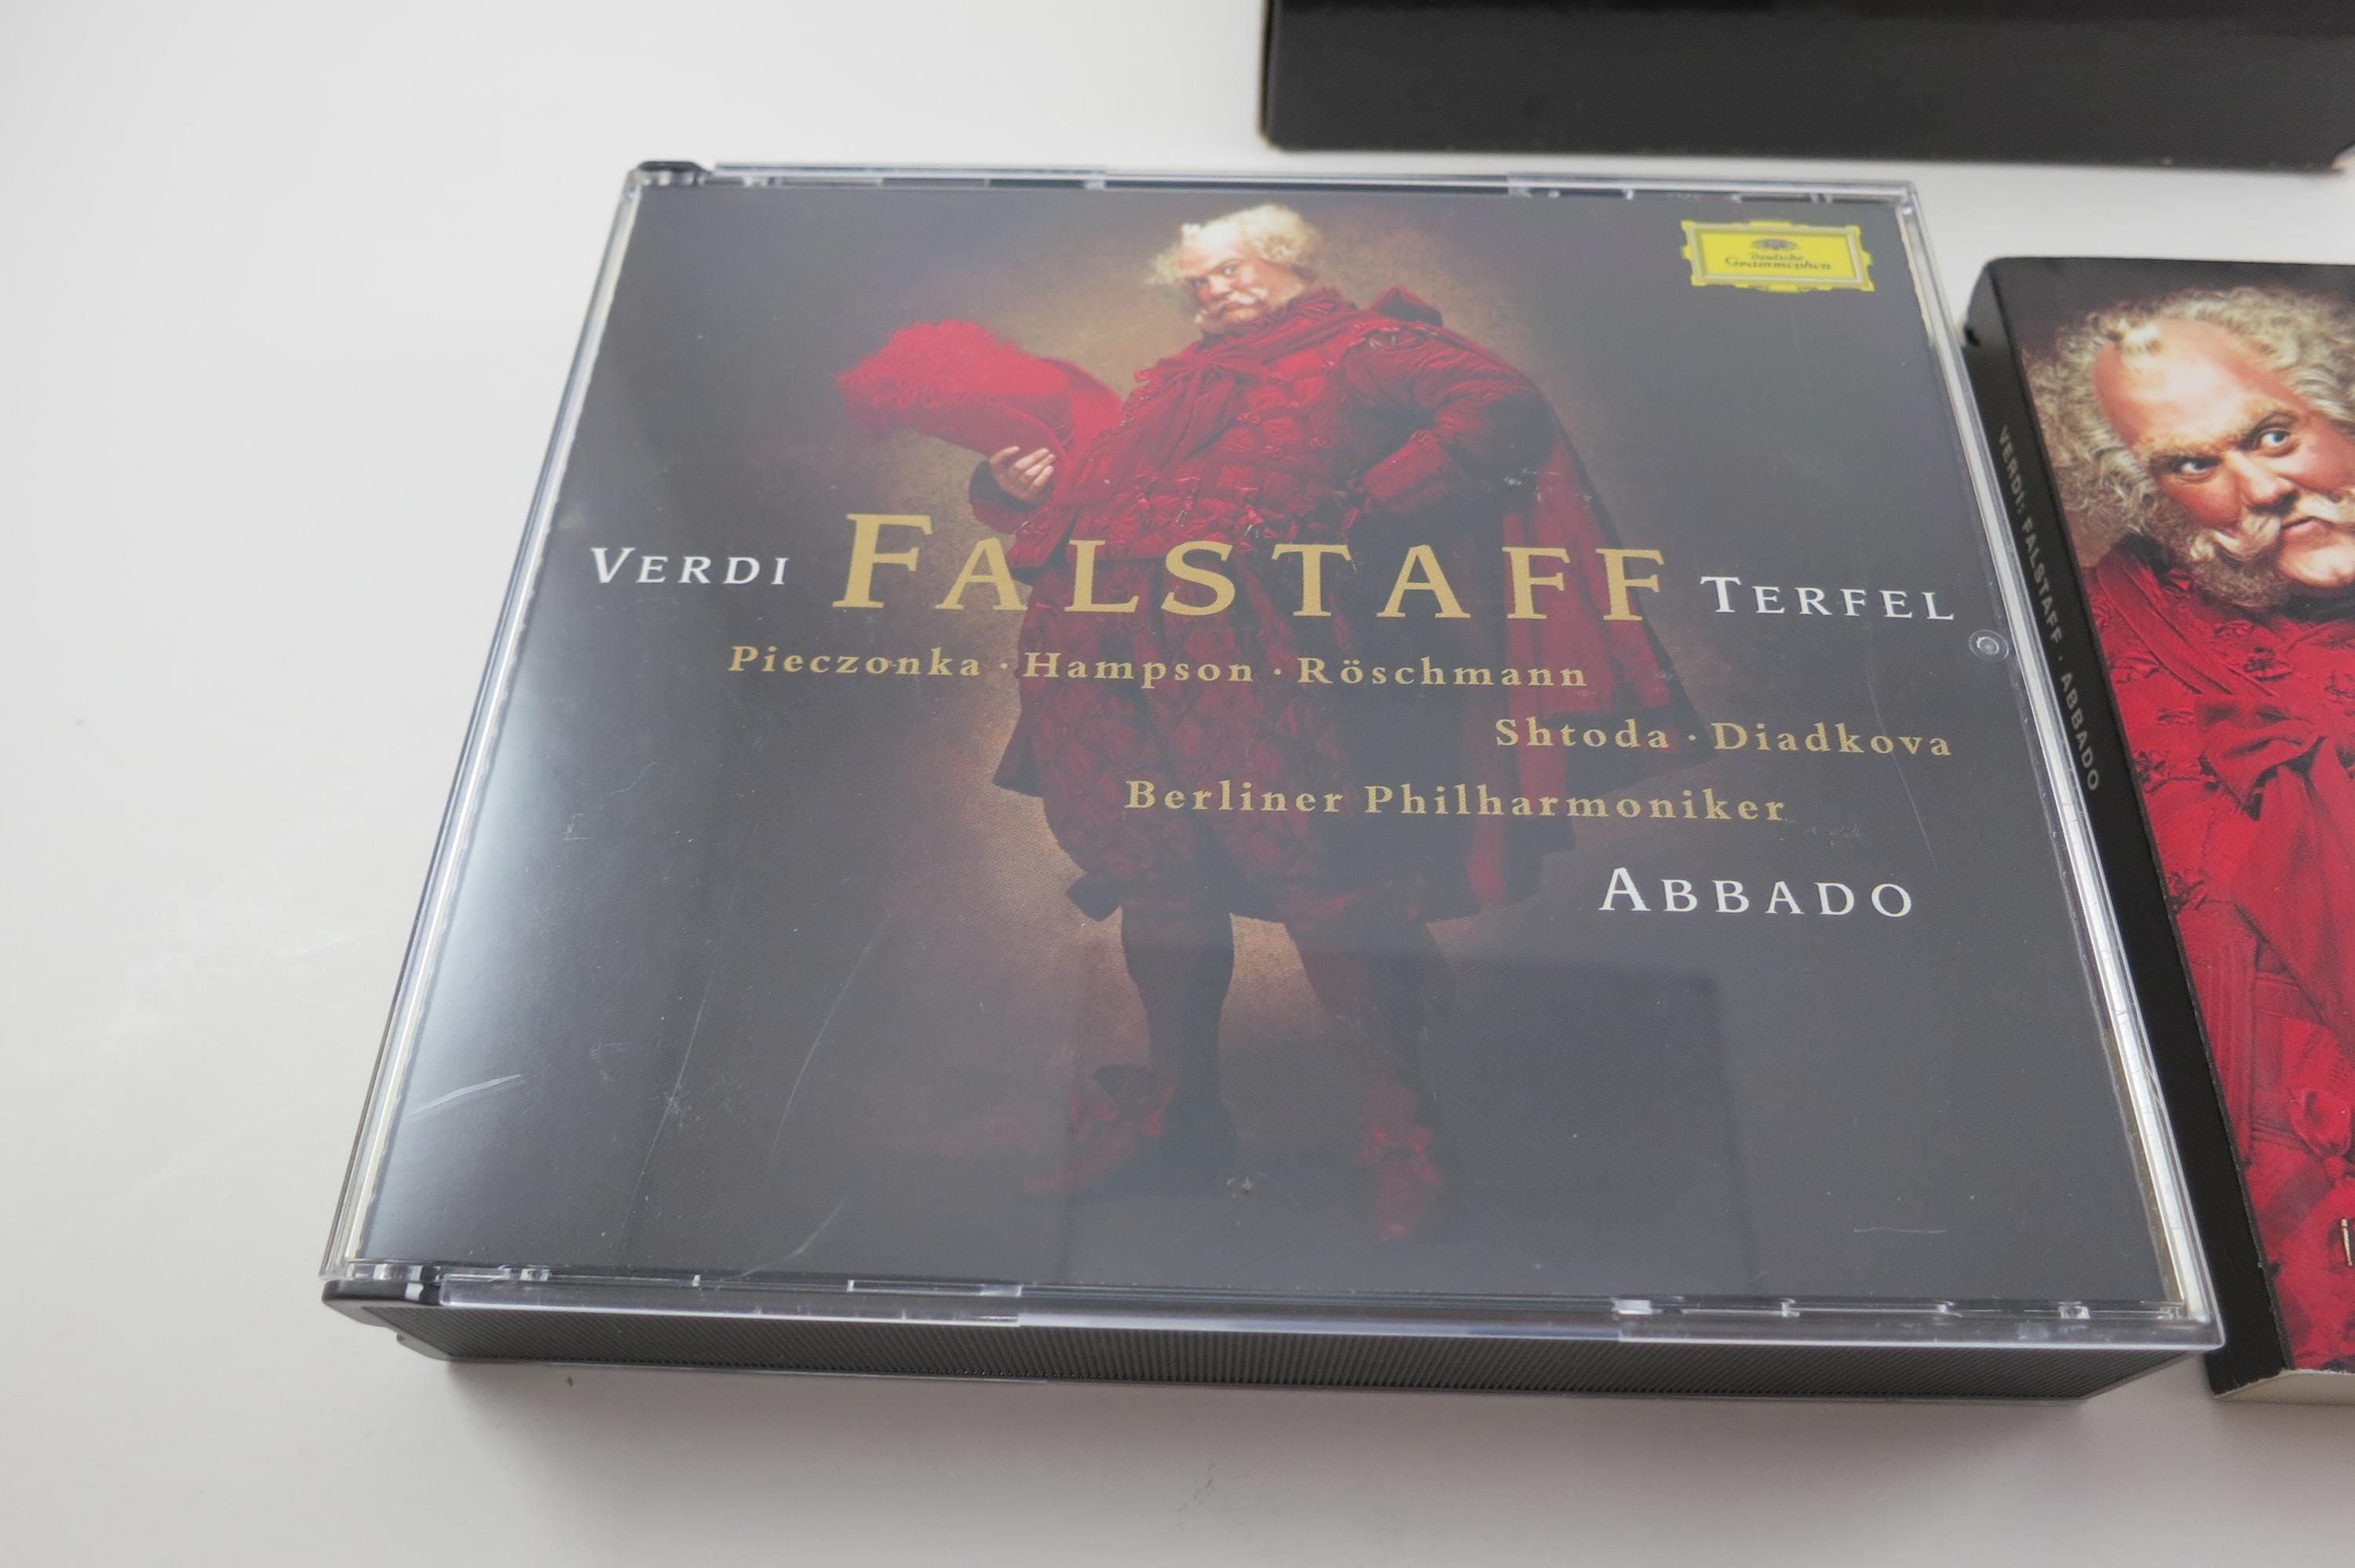 Deutsche
Grammophon
VERDI FALSTAFF TERFEL
Pieczonka · Hampson · Röschmann
Shtoda · Diadkova
Berliner Philharmoniker
ABBADO
VERDI: FALSTAFF · ABBADO